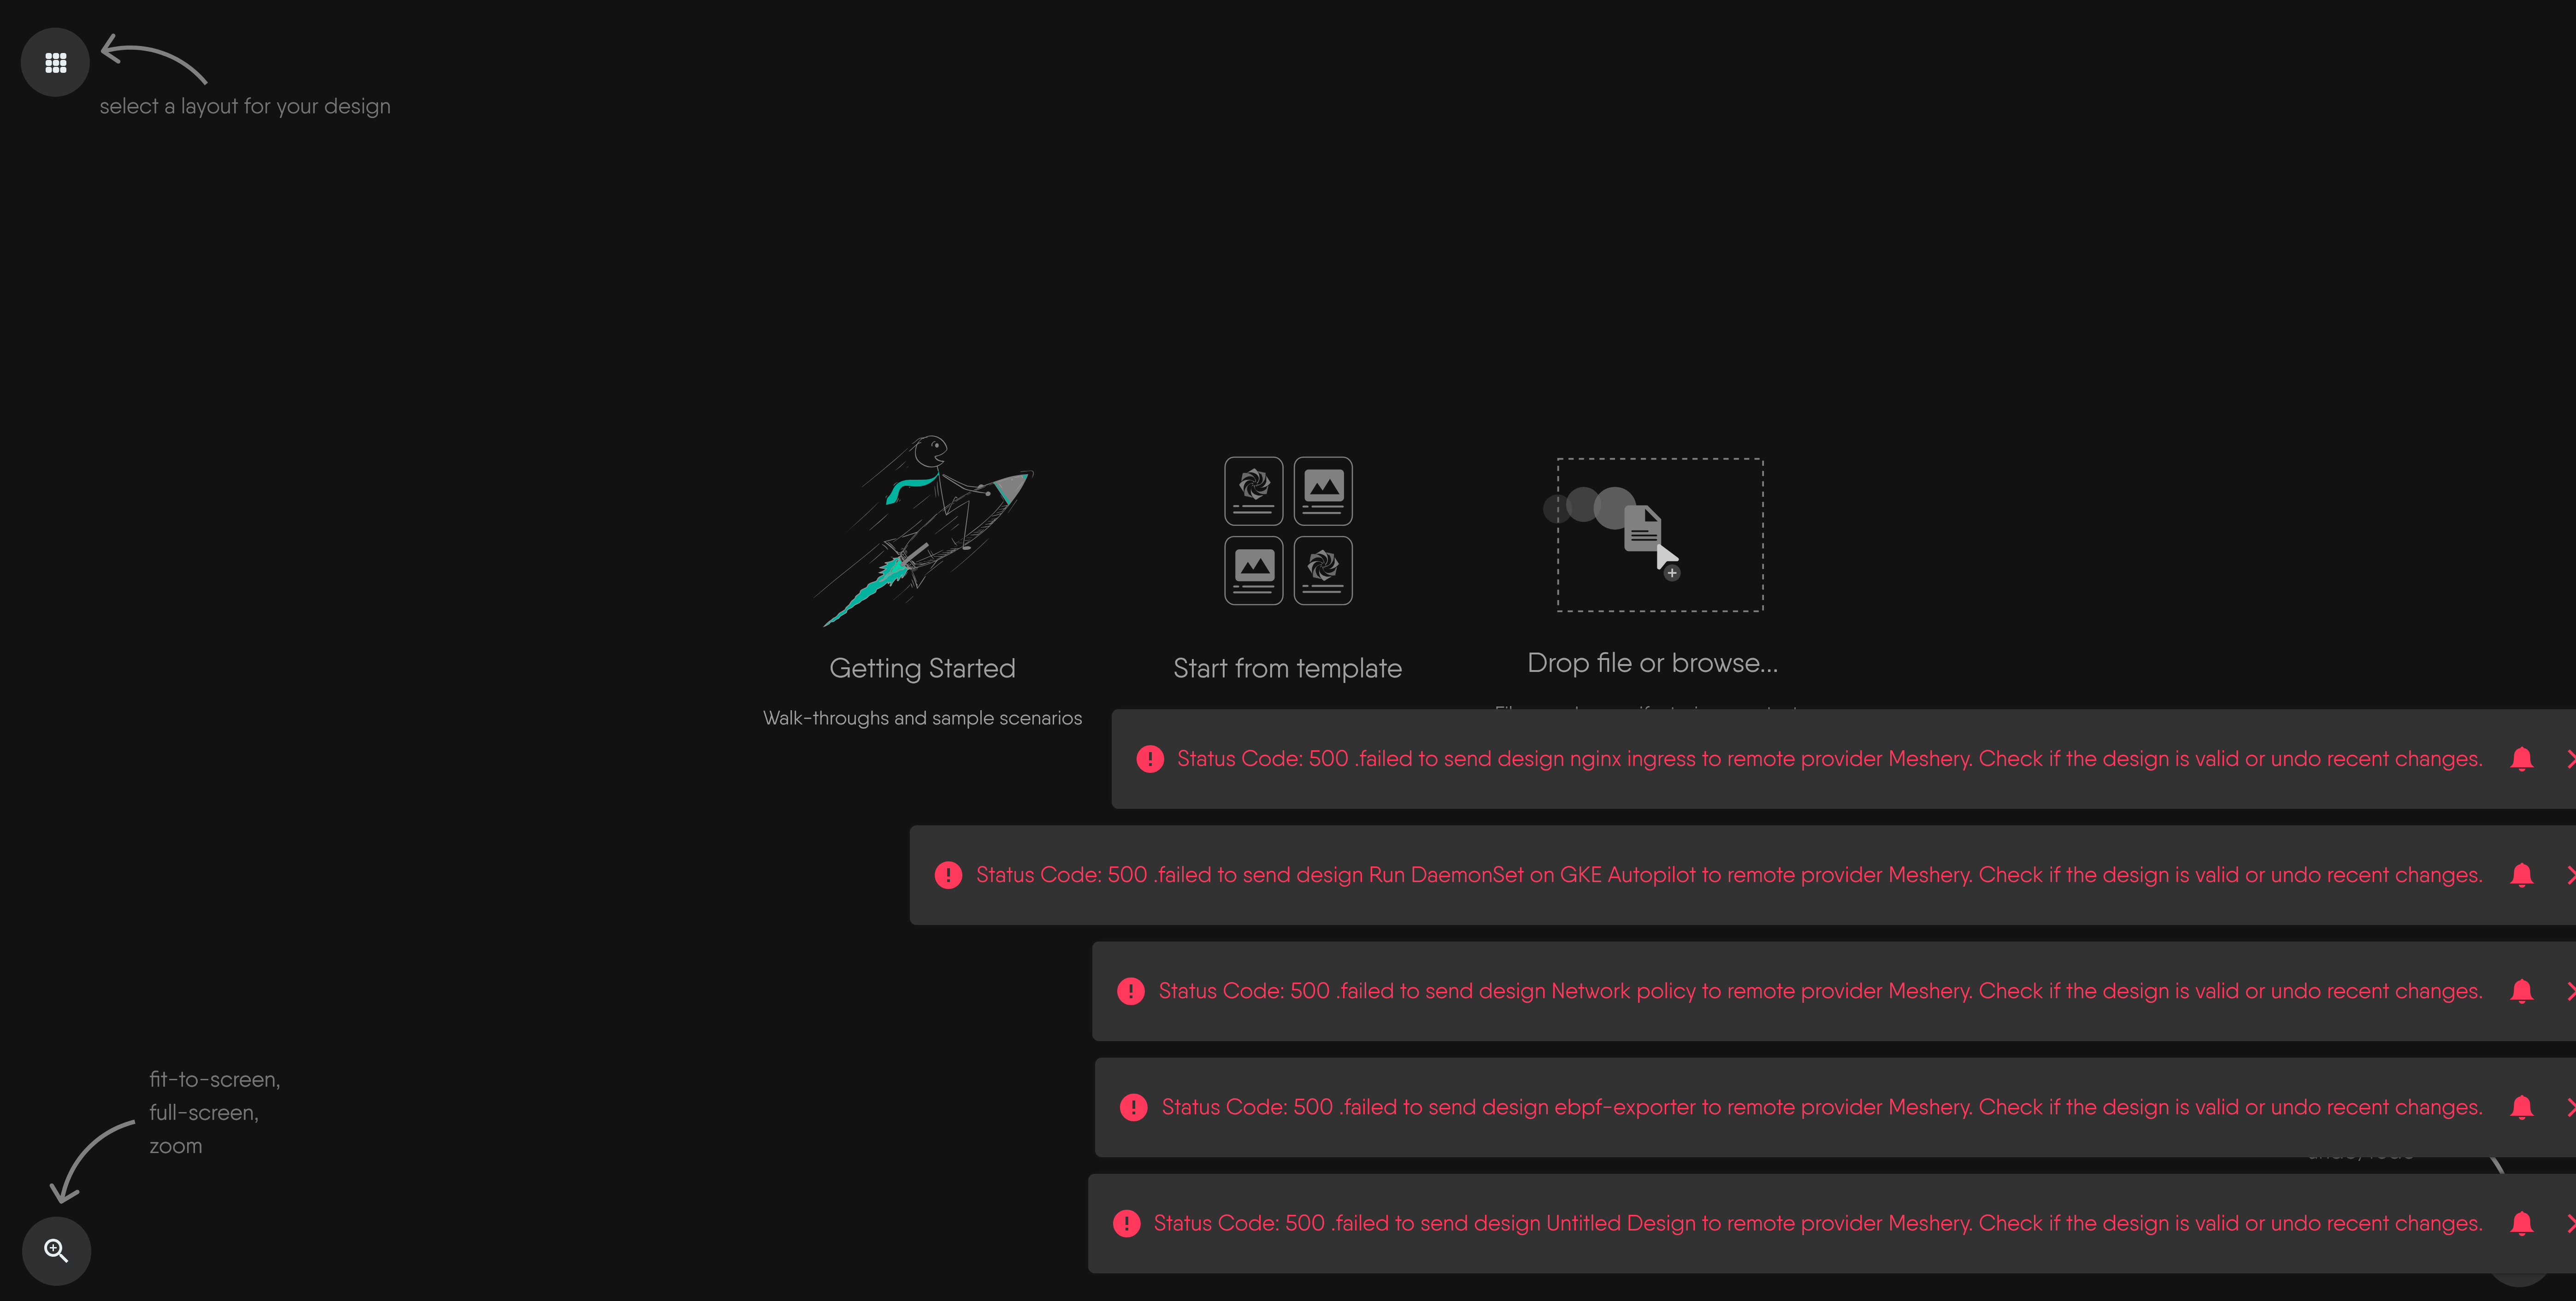 select a layout for your design
Getting Started
Start from template
Drop file or browse...
Walk-throughs and sample scenarios
Status Code: 500 .failed to send design nginx ingress to remote provider Meshery. Check if the design is valid or undo recent changes.
Status Code: 500 .failed to send design Run DaemonSet on GKE Autopilot to remote provider Meshery. Check if the design is valid or undo recent changes.
Status Code: 500 .failed to send design Network policy to remote provider Meshery. Check if the design is valid or undo recent changes.
fit-to-screen,
full-screen,
zoom
Status Code: 500 .failed to send design ebpf-exporter to remote provider Meshery. Check if the design is valid or undo recent changes.
Status Code: 500 .failed to send design Untitled Design to remote provider Meshery. Check if the design is valid or undo recent changes.